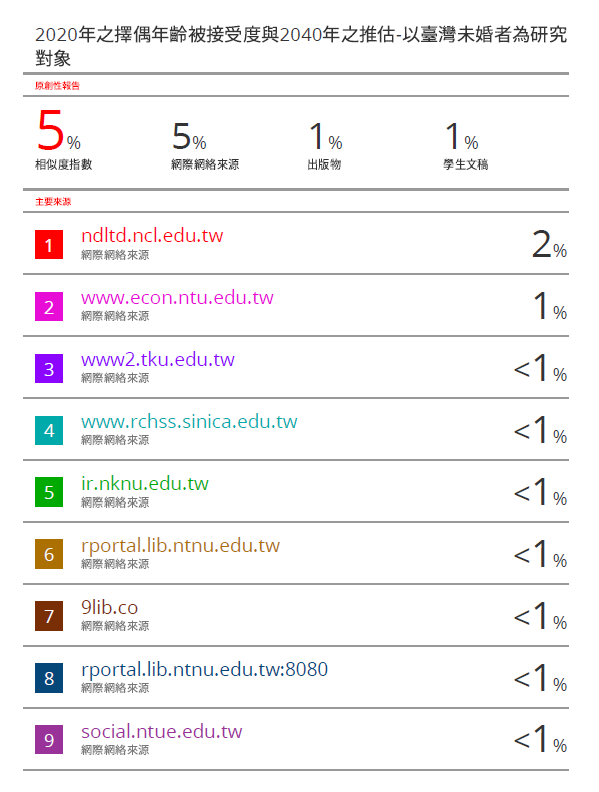 2020年之擇偶年齡被接受度與2040年之推估-以臺灣未婚者為研究
對象
原創性報告
5% 5% 1% 1%
相似度指數 網際網絡來源 出版物 學生文稿
主要來源
1 ndltd.ncl.edu.tw 2%
網際網絡來源
2 www.econ.ntu.edu.tw 1%
網際網絡來源
3 www2.tku.edu.tw <1%
網際網絡來源
4 www.rchss.sinica.edu.tw <1%
網際網絡來源
5 ir.nknu.edu.tw <1%
網際網絡來源
6 rportal.lib.ntnu.edu.tw <1%
網際網絡來源
7 9lib.co <1%
網際網絡來源
8 rportal.lib.ntnu.edu.tw:8080 <1%
網際網絡來源
9 social.ntue.edu.tw <1%
網際網絡來源